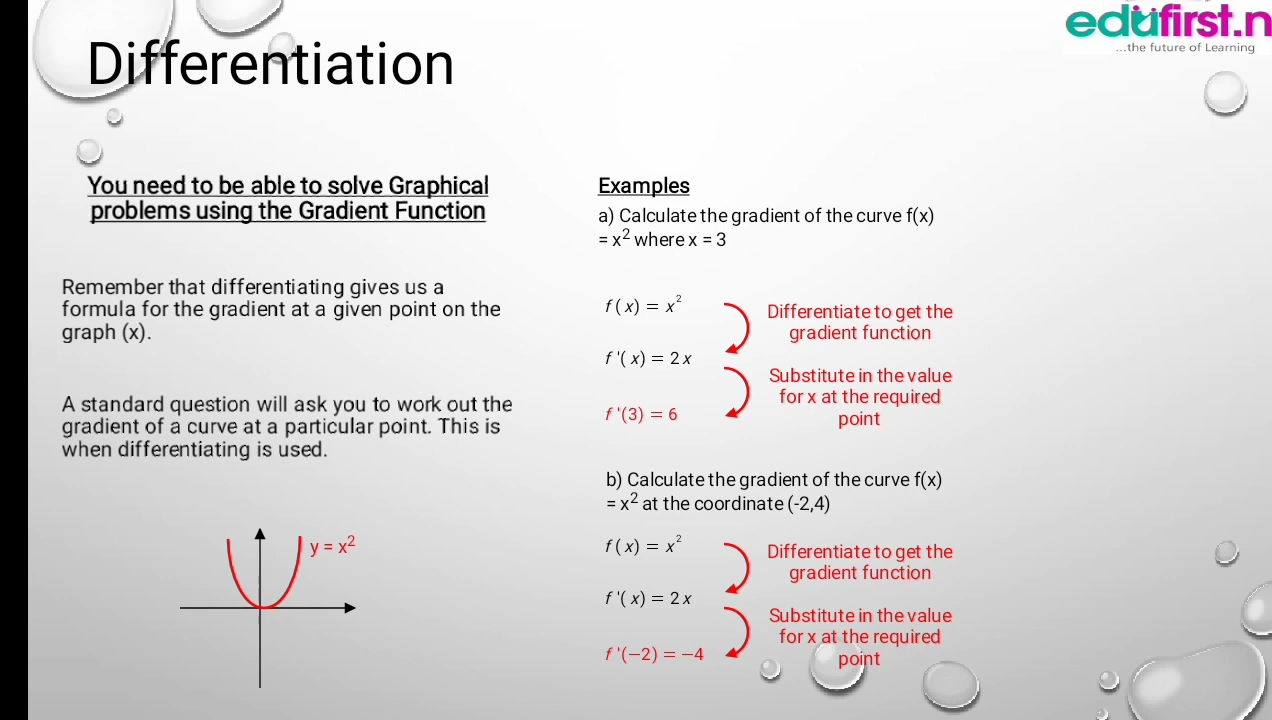 edufirst.n
...the future of Learning
Differentiation
You need to be able to solve Graphical
problems using the Gradient Function
Remember that differentiating gives us a
formula for the gradient at a given point on the
graph (x).
A standard question will ask you to work out the
gradient of a curve at a particular point. This is
when differentiating is used.
y = x²
Examples
a) Calculate the gradient of the curve f(x)
= x² where x = 3
f(x) = x²
Differentiate to get the
gradient function
f'(x) = 2x
Substitute in the value
for x at the required
point
f'(3) = 6
b) Calculate the gradient of the curve f(x)
= x² at the coordinate (-2,4)
f(x) = x²
Differentiate to get the
gradient function
f'(x) = 2x
Substitute in the value
for x at the required
point
f'(−2) = −4